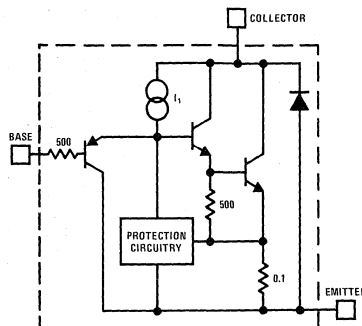 COLLECTOR
I₁
BASE
500
500
PROTECTION
CIRCUITRY
0.1
EMITTER